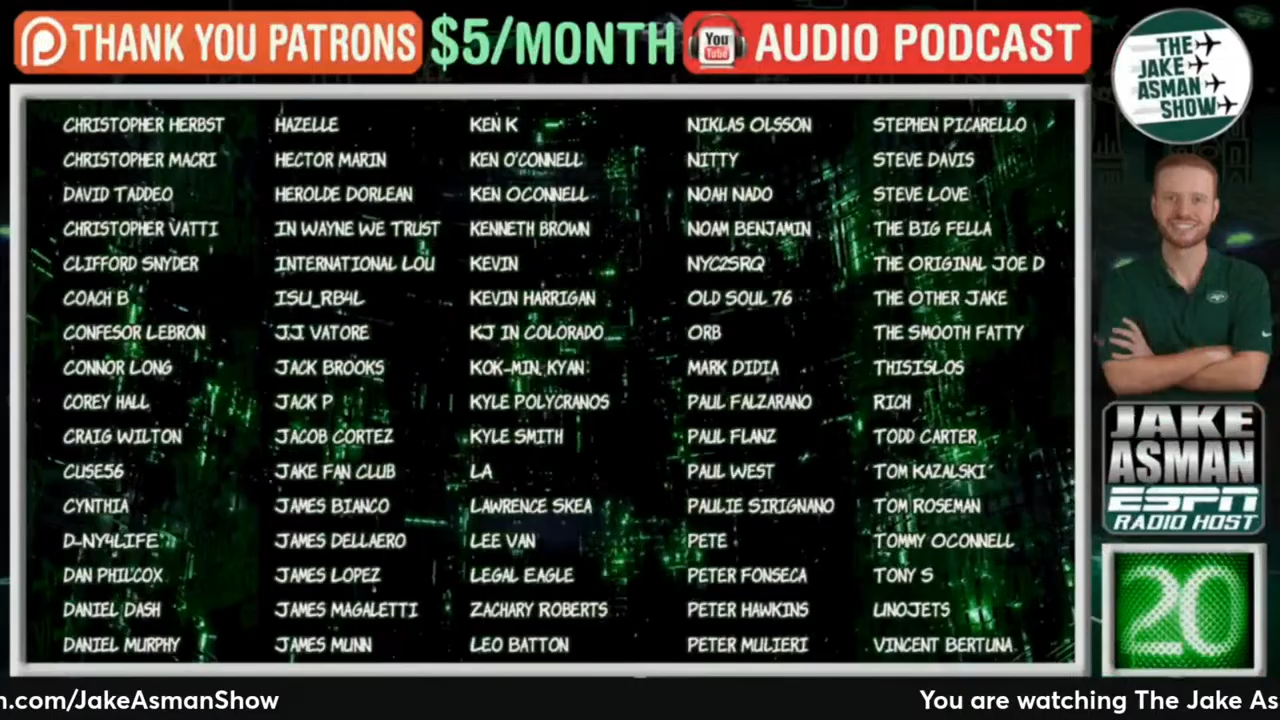 THANK YOU PATRONS $5/MONTH You Tube AUDIO PODCAST
THE
JAKE
ASMAN
SHOW
CHRISTOPHER HERBST HAZELLE KEN K NIKLAS OLSSON STEPHEN PICARELLO
CHRISTOPHER MACRI HECTOR MARIN KEN O'CONNELL NITTY STEVE DAVIS
DAVID TADDEO HEROLDE DORLEAN KEN OCONNELL NOAH NADO STEVE LOVE
CHRISTOPHER VATTI IN WAYNE WE TRUST KENNETH BROWN NOAM BENJAMIN THE BIG FELLA
CLIFFORD SNYDER INTERNATIONAL LOU KEVIN NYC2SRQ THE ORIGINAL JOE D
COACH B ISU_RB4L KEVIN HARRIGAN OLD SOUL 76 THE OTHER JAKE
CONFESOR LEBRON J.J. VATORE KJ IN COLORADO ORB THE SMOOTH FATTY
CONNOR LONG JACK BROOKS KOK-MIN, KYAN MARK DIDIA THISISLOS
COREY HALL JACK P KYLE POLYCRANOS PAUL FALZARANO RICH
CRAIG WILTON JACOB CORTEZ KYLE SMITH PAUL FLANZ TODD CARTER
CUSE56 JAKE FAN CLUB LA PAUL WEST TOM KAZALSKI
CYNTHIA JAMES BIANCO LAWRENCE SKEA PAULIE SIRIGNANO TOM ROSEMAN
D-NY4LIFE JAMES DELLAERO LEE VAN PETE TOMMY OCONNELL
DAN PHILCOX JAMES LOPEZ LEGAL EAGLE PETER FONSECA TONY S
DANIEL DASH JAMES MAGALETTI ZACHARY ROBERTS PETER HAWKINS UNOJETS
DANIEL MURPHY JAMES MUNN LEO BATTON PETER MULIERI VINCENT BERTUNA
JAKE
ASMAN
ESPN
RADIO HOST
20
n.com/JakeAsmanShow You are watching The Jake As